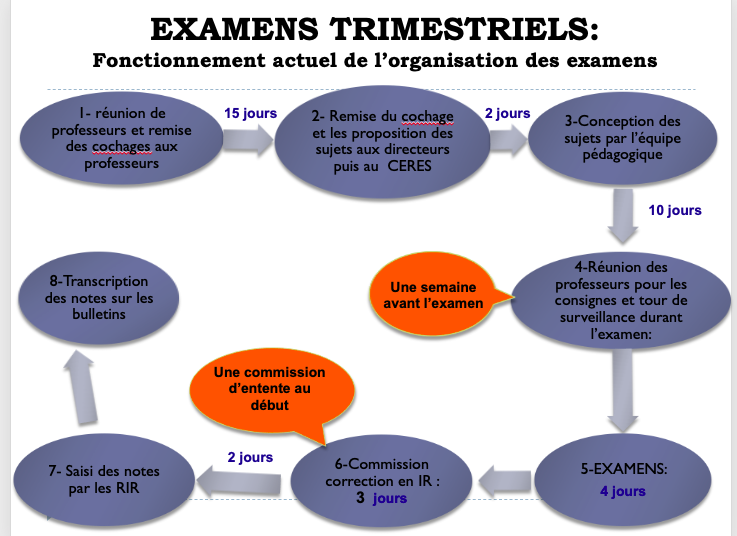 EXAMENS TRIMESTRIELS:
Fonctionnement actuel de l’organisation des examens
1- réunion de
professeurs et remise
des cochages aux
professeurs
15 jours
2- Remise du cochage
et les proposition des
sujets aux directeurs
puis au CERES
2 jours
3-Conception des
sujets par l’équipe
pédagogique
10 jours
4-Réunion des
professeurs pour les
consignes et tour de
surveillance durant
l’examen:
Une semaine
avant l’examen
5-EXAMENS:
4 jours
6-Commission
correction en IR :
3 jours
Une commission
d’entente au
début
2 jours
7- Saisi des notes
par les RIR
8-Transcription
des notes sur les
bulletins